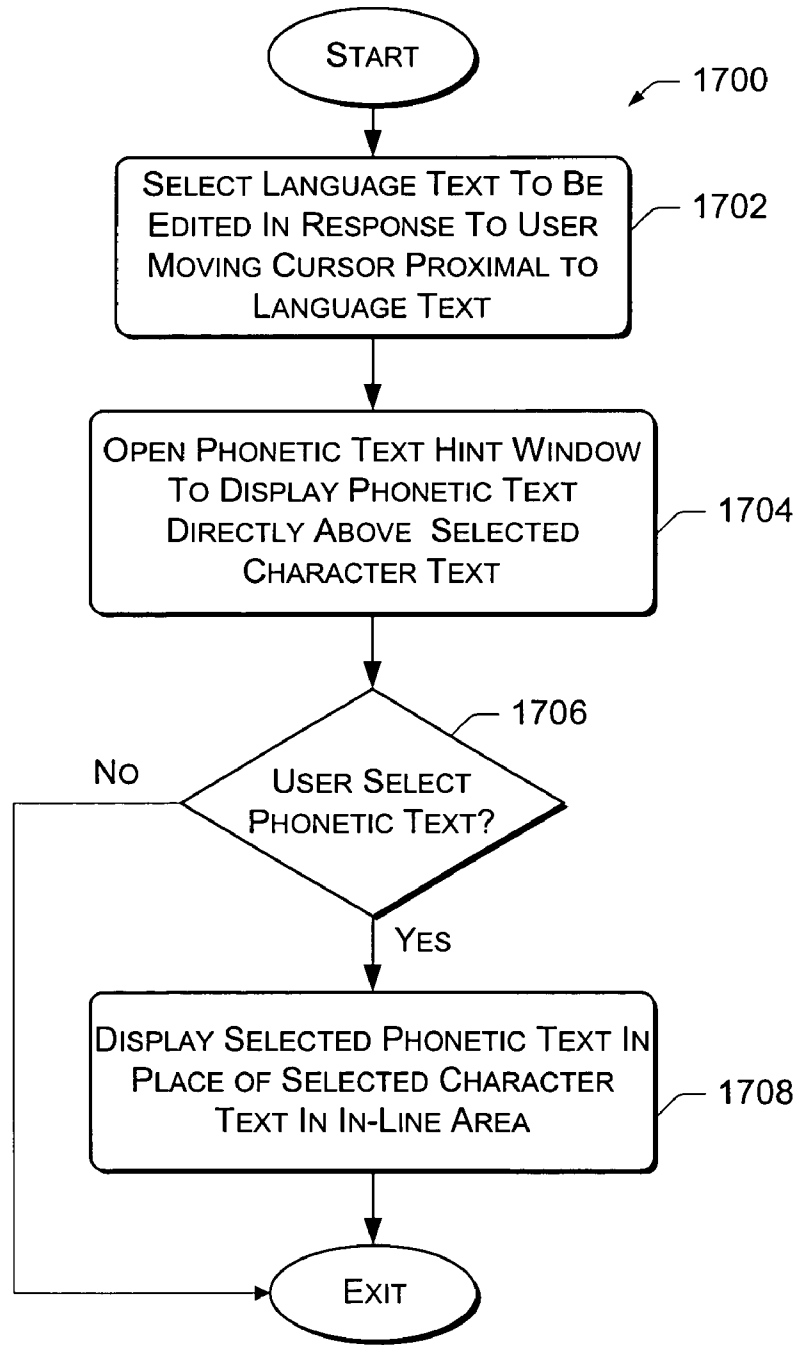 START
1700
SELECT LANGUAGE TEXT TO BE
EDITED IN RESPONSE TO USER
MOVING CURSOR PROXIMAL TO
LANGUAGE TEXT
1702
OPEN PHONETIC TEXT HINT WINDOW
TO DISPLAY PHONETIC TEXT
DIRECTLY ABOVE SELECTED
CHARACTER TEXT
1704
1706
NO
USER SELECT
PHONETIC TEXT?
YES
DISPLAY SELECTED PHONETIC TEXT IN
PLACE OF SELECTED CHARACTER
TEXT IN IN-LINE AREA
1708
EXIT